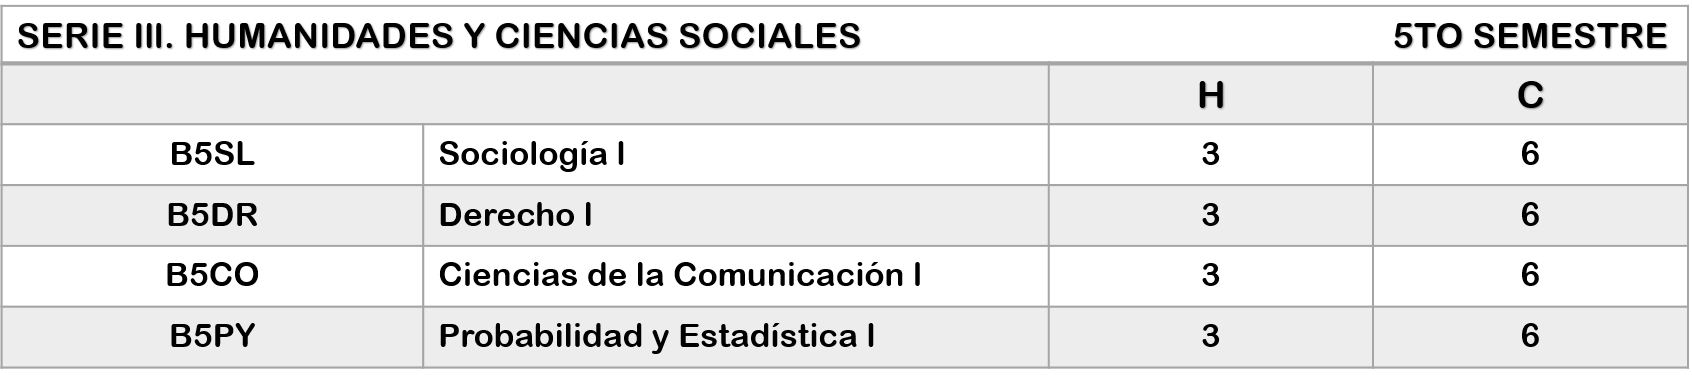 SERIE III. HUMANIDADES Y CIENCIAS SOCIALES 5TO SEMESTRE
H C
B5SL Sociología I 3 6
B5DR Derecho I 3 6
B5CO Ciencias de la Comunicación I 3 6
B5PY Probabilidad y Estadística I 3 6